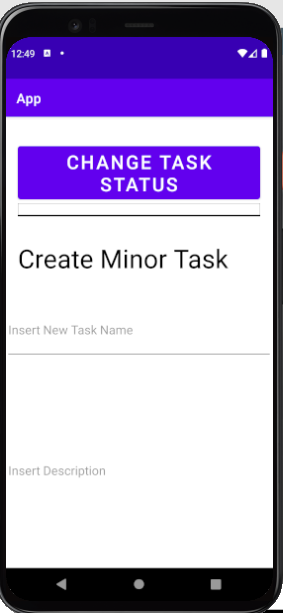 12:49
App
CHANGE TASK
STATUS
Create Minor Task
Insert New Task Name
Insert Description